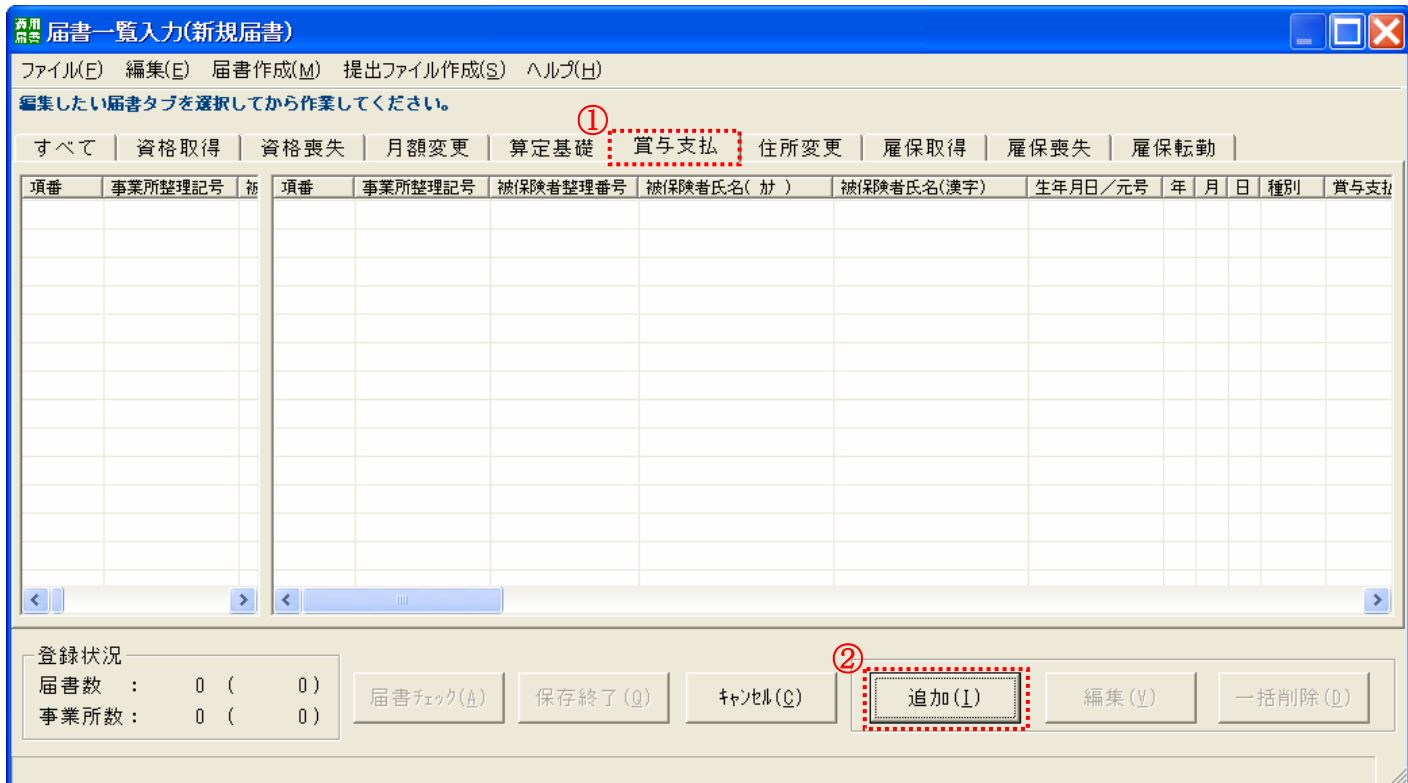 適用届書 届書一覧入力(新規届書)
ファイル(F) 編集(E) 届書作成(M) 提出ファイル作成(S) ヘルプ(H)
編集したい届書タブを選択してから作業してください。
①
すべて 資格取得 資格喪失 月額変更 算定基礎 賞与支払 住所変更 雇保取得 雇保喪失 雇保転勤
項番 事業所整理記号 被 項番 事業所整理記号 被保険者整理番号 被保険者氏名(ｶﾅ) 被保険者氏名(漢字) 生年月日／元号 年 月 日 種別 賞与支払
登録状況
②
届書数 : 0 ( 0)
事業所数 : 0 ( 0)
届書ﾁｪｯｸ(A) 保存終了(Q) ｷｬﾝｾﾙ(C) 追加(I) 編集(V) 一括削除(D)